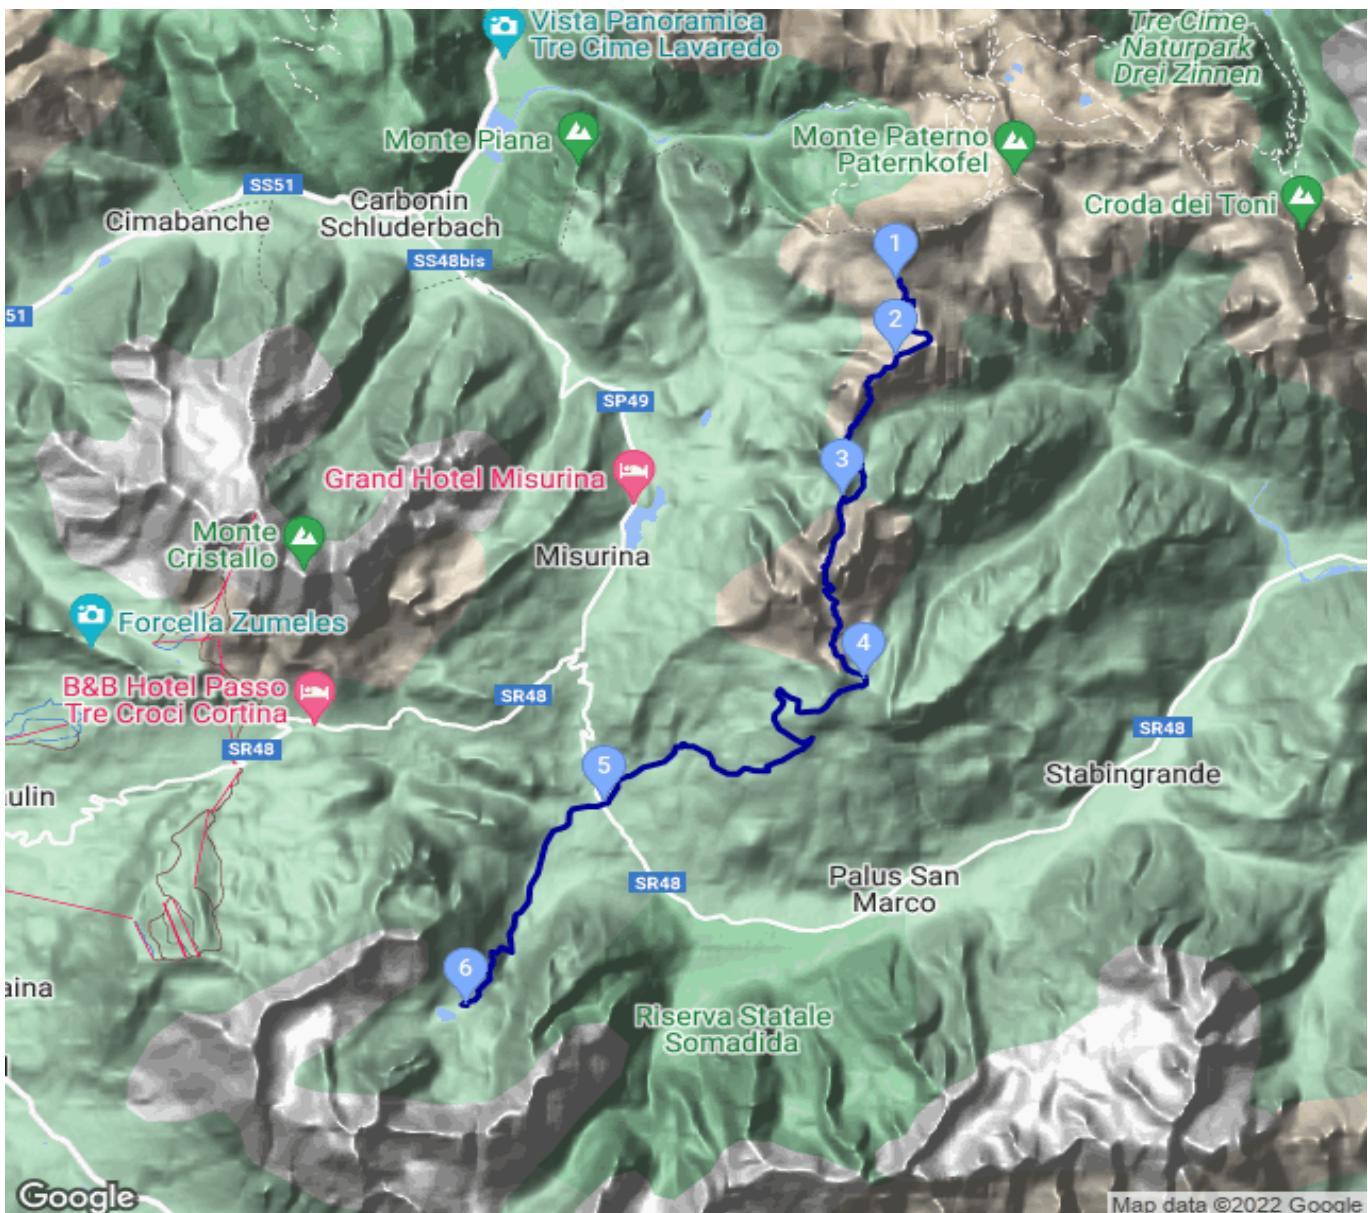 Vista Panoramica
Tre Cime Lavaredo
Tre Cime
Naturpark
Drei Zinnen
Monte Piana
Monte Paterno
Paternkofel
SS51
Carbonin
Schluderbach
Cimabanche
Croda dei Toni
1
SS48bis
51
2
SP49
3
Grand Hotel Misurina
Monte
Cristallo
Misurina
Forcella Zumeles
4
B&B Hotel Passo
Tre Croci Cortina
SR48
SR48
SR48
5
Stabingrande
ulin
SR48
Palus San
Marco
6
aina
Riserva Statale
Somadida
Google
Map data ©2022 Google